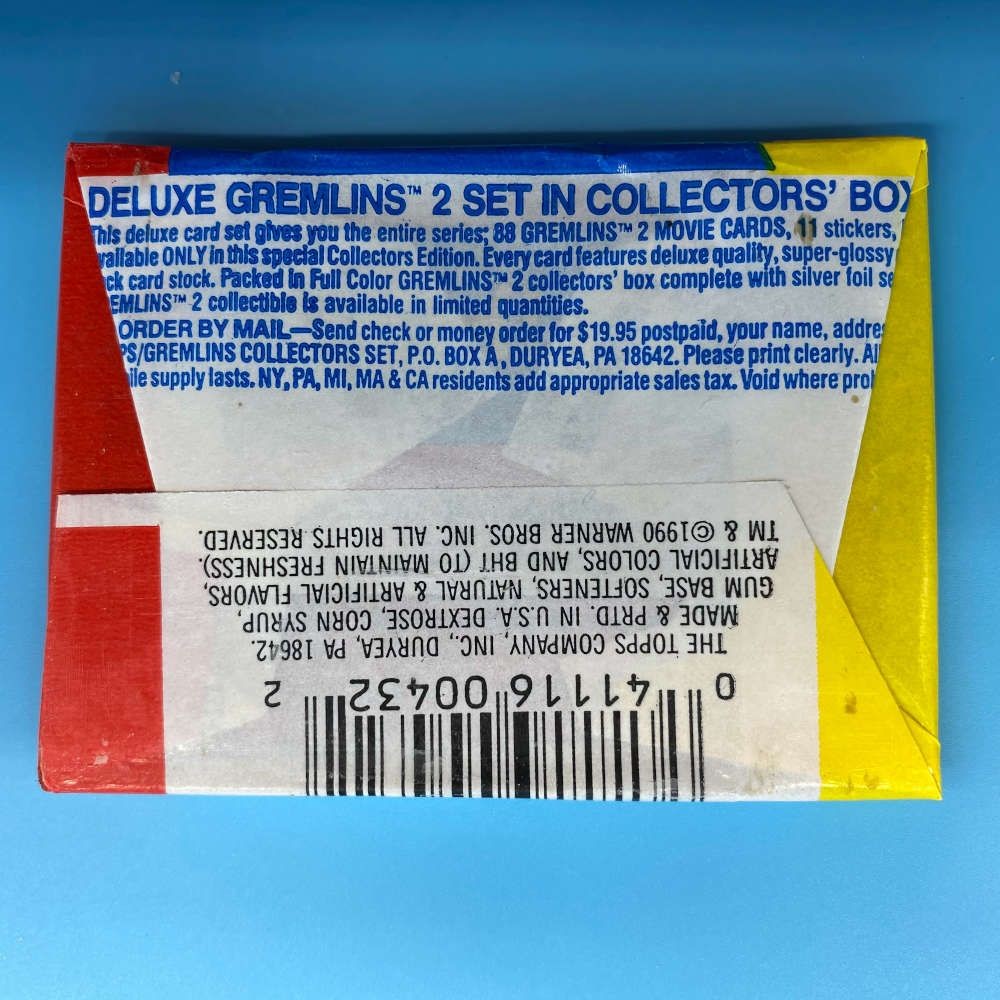 DELUXE GREMLINS™ 2 SET IN COLLECTORS' BOX
This deluxe card set gives you the entire series; 88 GREMLINS™ 2 MOVIE CARDS, 11 stickers,
vailable ONLY in this special Collectors Edition. Every card features deluxe quality, super-glossy
ck card stock. Packed in Full Color GREMLINS™ 2 collectors' box complete with silver foil se
EMLINS™ 2 collectible is available in limited quantities.
ORDER BY MAIL—Send check or money order for $19.95 postpaid, your name, addre
PS/GREMLINS COLLECTORS SET, P.O. BOX A, DURYEA, PA 18642. Please print clearly. Al
ile supply lasts. NY, PA, MI, MA & CA residents add appropriate sales tax. Void where proh
0 41116 00432 2
THE TOPPS COMPANY, INC., DURYEA, PA 18642.
MADE & PRTD. IN U.S.A. DEXTROSE, CORN SYRUP,
GUM BASE, SOFTENERS, NATURAL & ARTIFICIAL FLAVORS,
ARTIFICIAL COLORS, AND BHT (TO MAINTAIN FRESHNESS).
TM & ©1990 WARNER BROS. INC. ALL RIGHTS RESERVED.